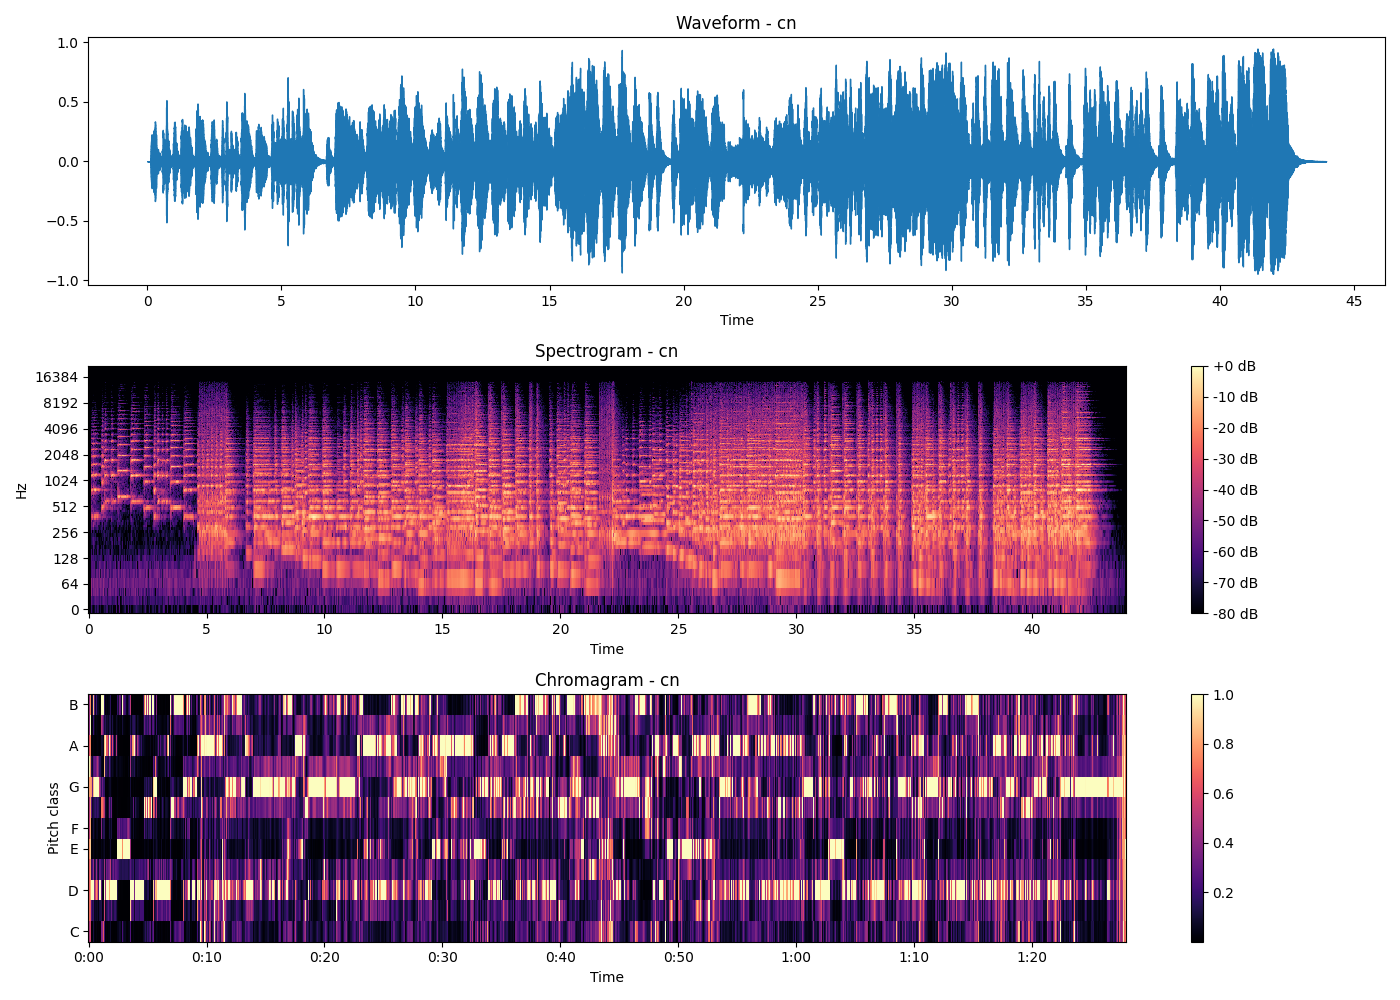 Waveform - cn
1.0
0.5
0.0
−0.5
−1.0
0 5 10 15 20 25 30 35 40 45
Time
Spectrogram - cn
Hz
16384
8192
4096
2048
1024
512
256
128
64
0
0 5 10 15 20 25 30 35 40
Time
+0 dB
-10 dB
-20 dB
-30 dB
-40 dB
-50 dB
-60 dB
-70 dB
-80 dB
Chromagram - cn
Pitch class
B
A
G
F
E
D
C
0:00 0:10 0:20 0:30 0:40 0:50 1:00 1:10 1:20
Time
1.0
0.8
0.6
0.4
0.2